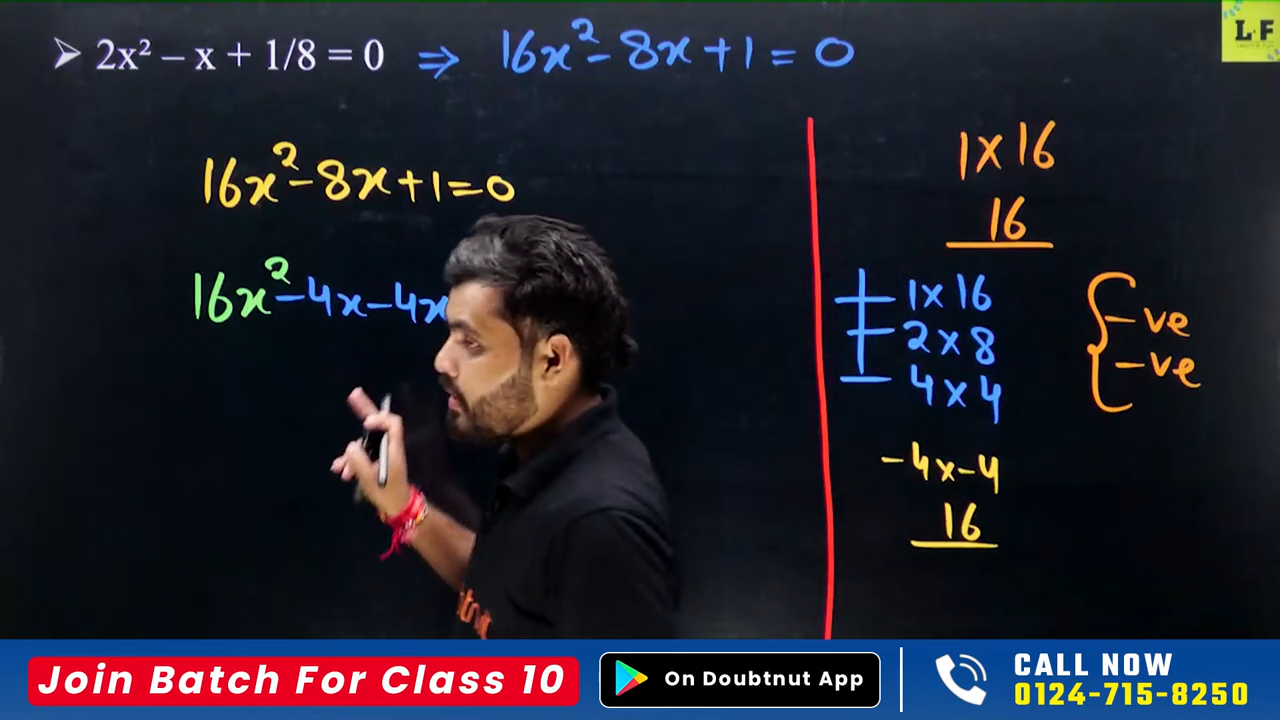 ➤ 2x² – x + 1/8 = 0 ⇒ 16x² - 8x + 1 = 0
L F
16x² - 8x + 1 = 0
16x² - 4x - 4x
1 x 16
16
1 x 16
2 x 8
4 x 4
-ve
-ve
-4 x -4
16
Join Batch For Class 10
On Doubtnut App
CALL NOW
0124-715-8250